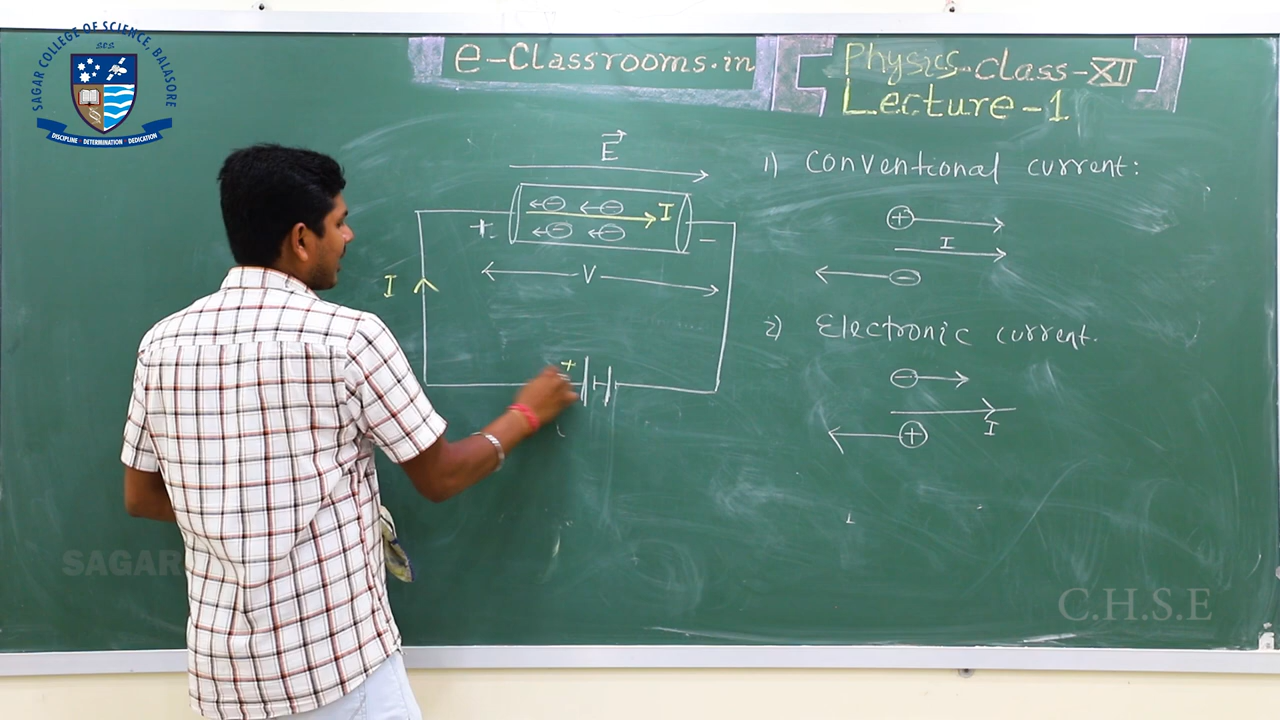 SAGAR COLLEGE OF SCIENCE, BALASORE
S.C.S.
DISCIPLINE DETERMINATION DEDICATION
e-Classrooms.in
Physics-Class-XII
Lecture-1
E
1) Conventional current:
+ I
I
-
- -
- -
I
+ -
V
I
+
2) Electronic current.
-
I
+
SAGAR
C.H.S.E